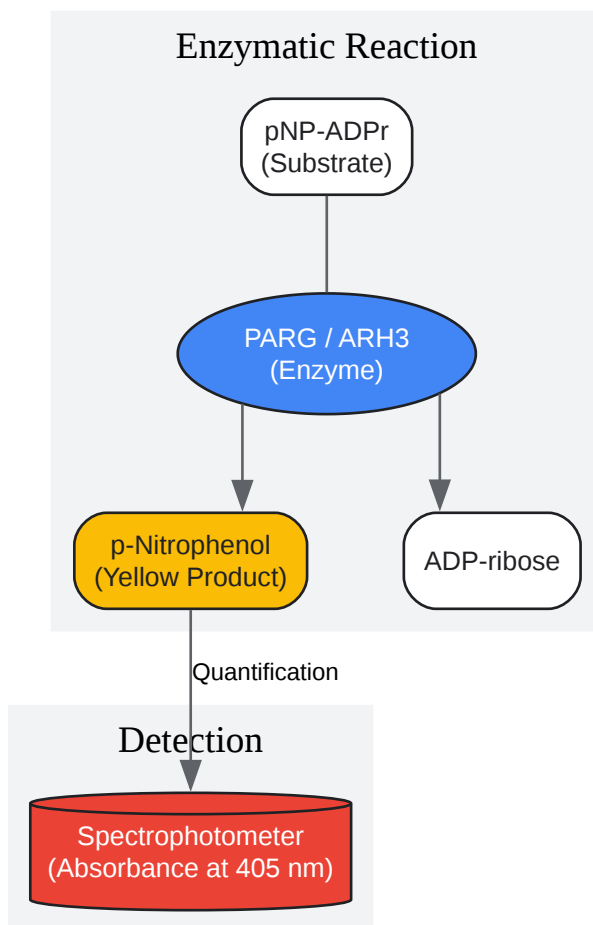 Enzymatic Reaction
pNP-ADPr
(Substrate)
PARG / ARH3
(Enzyme)
p-Nitrophenol
(Yellow Product)
ADP-ribose
Quantification
Detection
Spectrophotometer
(Absorbance at 405 nm)